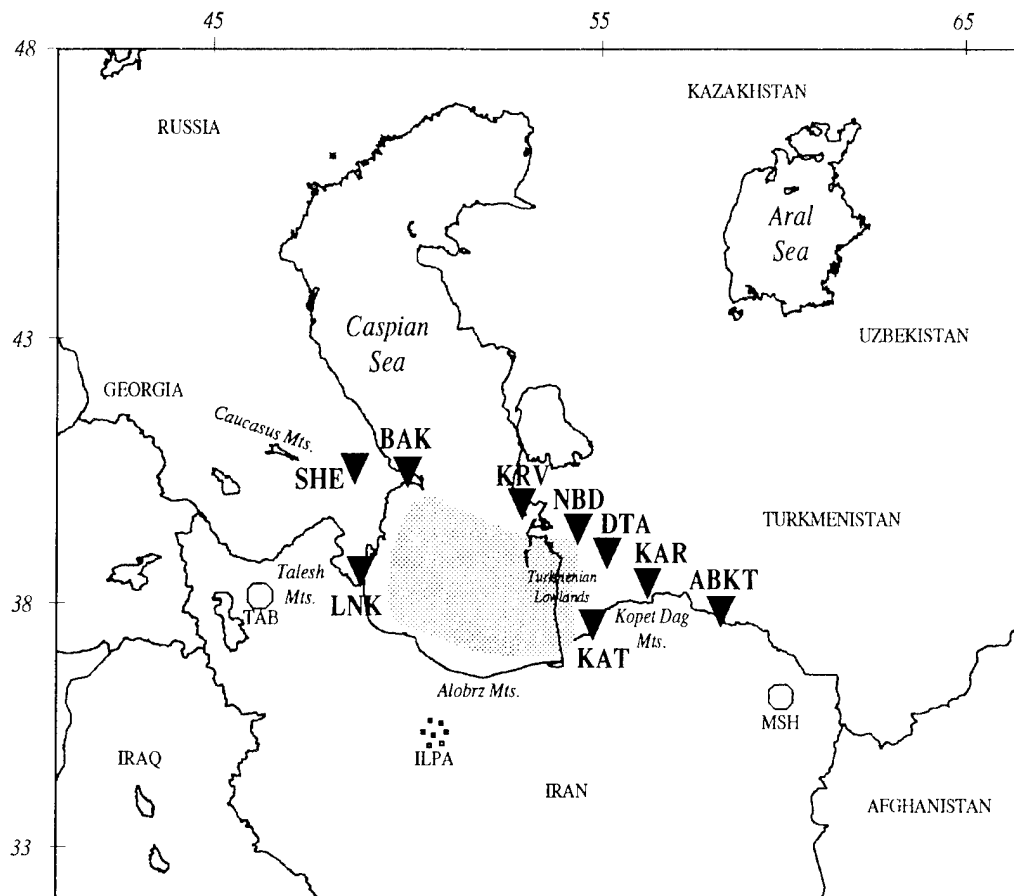 45
55
65
48
KAZAKHSTAN
RUSSIA
Aral
Sea
Caspian
Sea
43
UZBEKISTAN
GEORGIA
Caucasus Mts.
BAK
SHE
KRV
NBD
DTA
TURKMENISTAN
KAR
ABKT
Talesh
Mts.
Turkmenian
Lowlands
38
LNK
TAB
Kopet Dag
Mts.
KAT
Alobrz Mts.
MSH
ILPA
IRAQ
IRAN
AFGHANISTAN
33